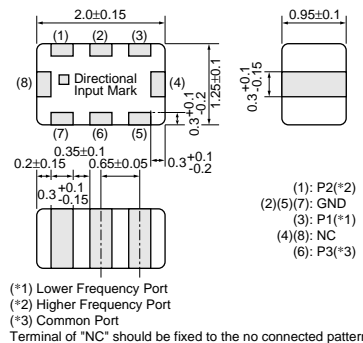 2.0±0.15
0.95±0.1
(1) (2) (3)
(8) Directional Input Mark (4)
(7) (6) (5)
1.25±0.1
0.3+0.1-0.2
0.3+0.1-0.15
0.35±0.1
0.2±0.15
0.65±0.05
0.3+0.1-0.2
0.3+0.1-0.15
(1): P2(*2)
(2)(5)(7): GND
(3): P1(*1)
(4)(8): NC
(6): P3(*3)
(*1) Lower Frequency Port
(*2) Higher Frequency Port
(*3) Common Port
Terminal of "NC" should be fixed to the no connected pattern